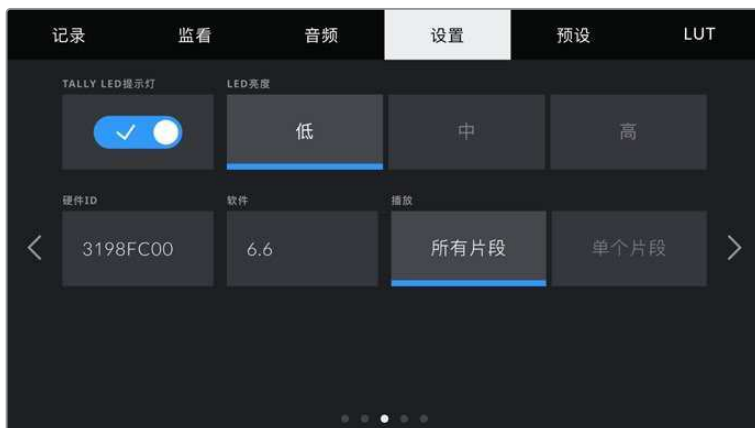 记录 监看 音频 设置 预设 LUT
TALLY LED提示灯 LED亮度
低 中 高
硬件ID 软件 播放
3198FC00 6.6 所有片段 单个片段